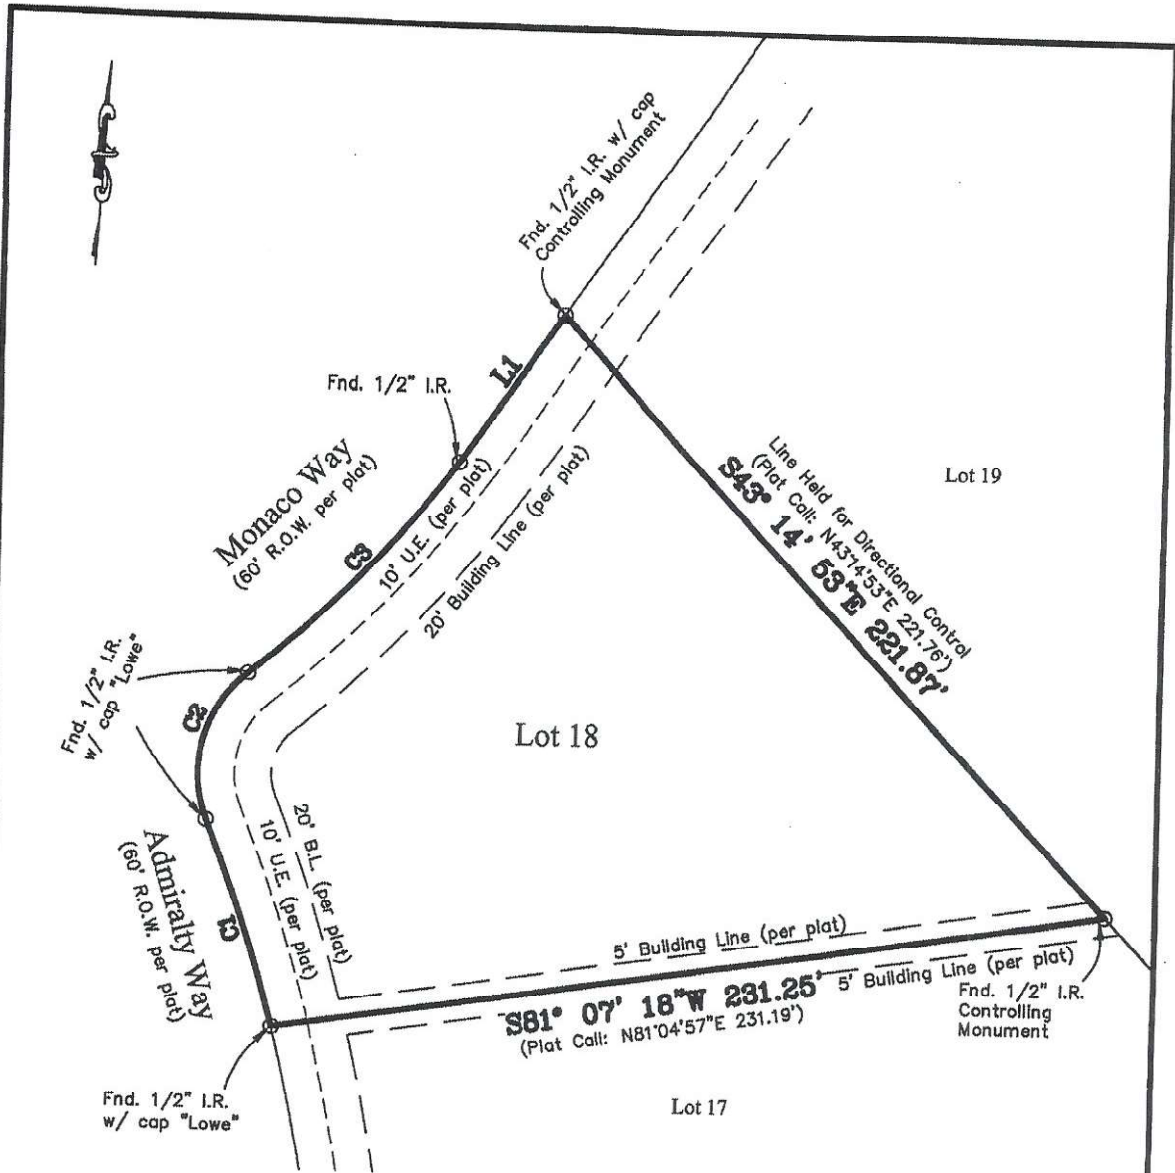 Fnd. 1/2" I.R. w/ cap
Controlling Monument
Fnd. 1/2" I.R.
L1
Monaco Way
(60' R.O.W. per plat)
C3
10' U.E. (per plat)
20' Building Line (per plat)
Line Held for Directional Control
(Plat Call: N43°14'53"E 221.76')
S43° 14' 53"E 221.87'
Lot 19
Fnd. 1/2" I.R.
w/ cap "Lowe"
C2
Lot 18
Admiralty Way
(60' R.O.W. per plat)
C1
10' U.E. (per plat)
20' B.L. (per plat)
5' Building Line (per plat)
S81° 07' 18"W 231.25'
(Plat Call: N81°04'57"E 231.19')
5' Building Line (per plat)
Fnd. 1/2" I.R.
Controlling
Monument
Fnd. 1/2" I.R.
w/ cap "Lowe"
Lot 17